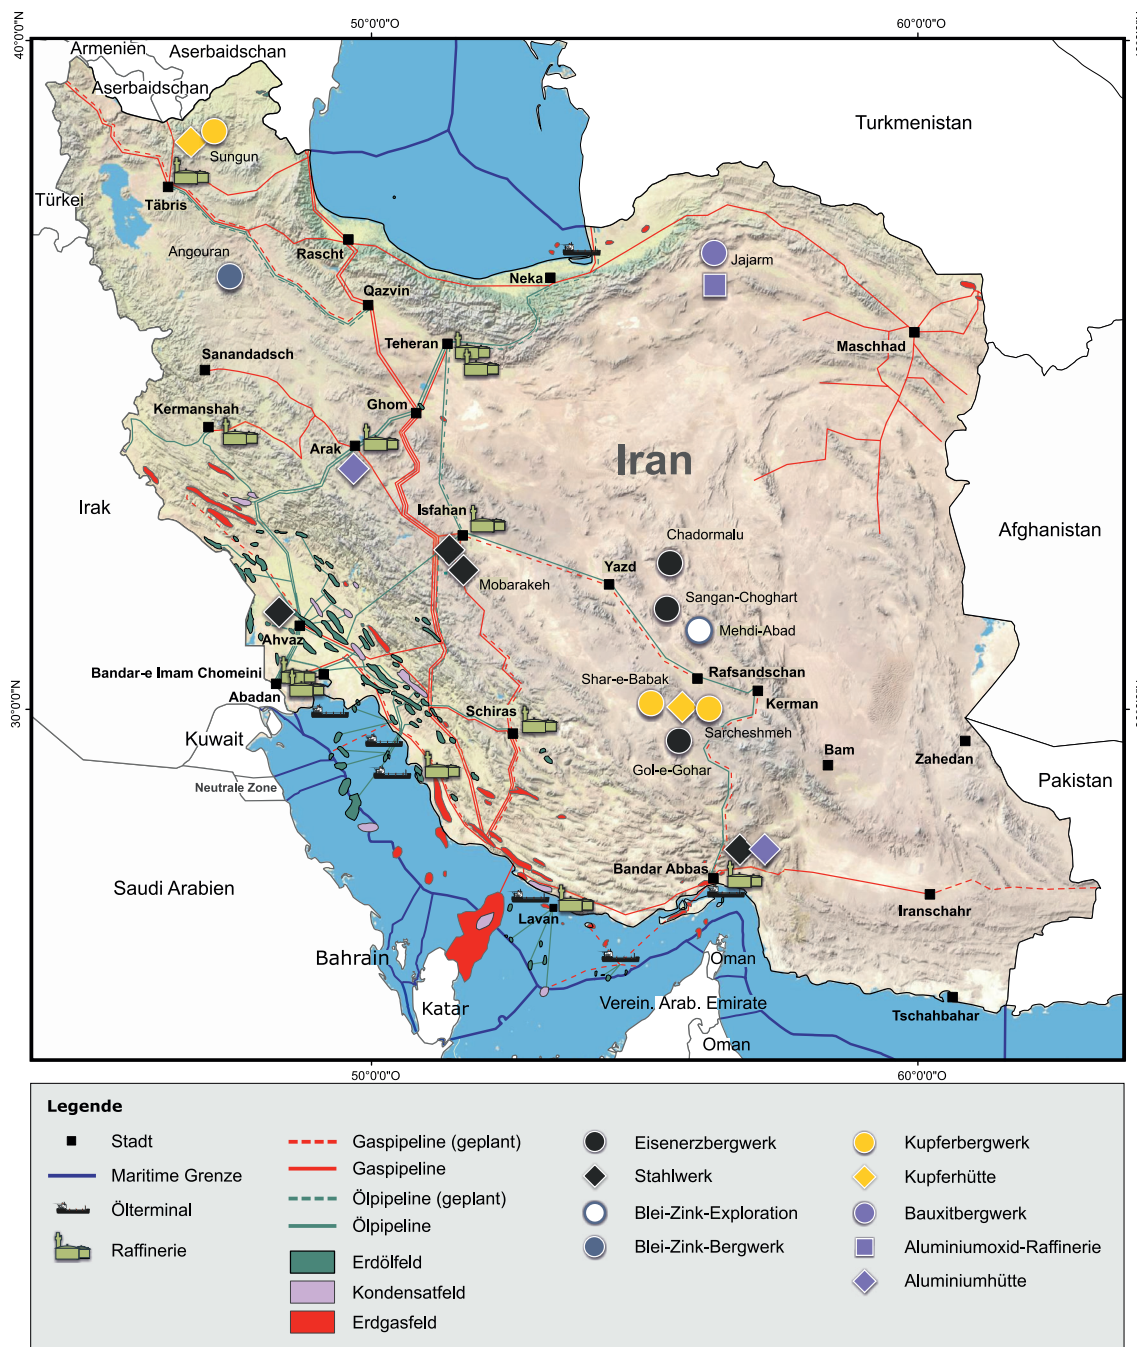 50°0'0"O
60°0'0"O
40°0'0"N
Armenien
Aserbaidschan
Aserbaidschan
Turkmenistan
Sungun
Türkei
Täbris
Rascht
Angouran
Neka
Jajarm
Qazvin
Teheran
Maschhad
Sanandadsch
Kermanshah
Ghom
Arak
Iran
Irak
Isfahan
Afghanistan
Chadormalu
Mobarakeh
Yazd
Sangan-Choghart
Ahvaz
Mehdi-Abad
Bandar-e Imam Chomeini
Shar-e-Babak
Rafsandschan
Abadan
Kerman
30°0'0"N
Schiras
Sarcheshmeh
Kuwait
Gol-e-Gohar
Bam
Zahedan
Neutrale Zone
Pakistan
Saudi Arabien
Bandar Abbas
Lavan
Iranschahr
Bahrain
Oman
Katar
Verein. Arab. Emirate
Tschahbahar
Oman
50°0'0"O
60°0'0"O
Legende
Stadt
Maritime Grenze
Ölterminal
Raffinerie
Gaspipeline (geplant)
Gaspipeline
Ölpipeline (geplant)
Ölpipeline
Erdölfeld
Kondensatfeld
Erdgasfeld
Eisenerzbergwerk
Stahlwerk
Blei-Zink-Exploration
Blei-Zink-Bergwerk
Kupferbergwerk
Kupferhütte
Bauxitbergwerk
Aluminiumoxid-Raffinerie
Aluminiumhütte